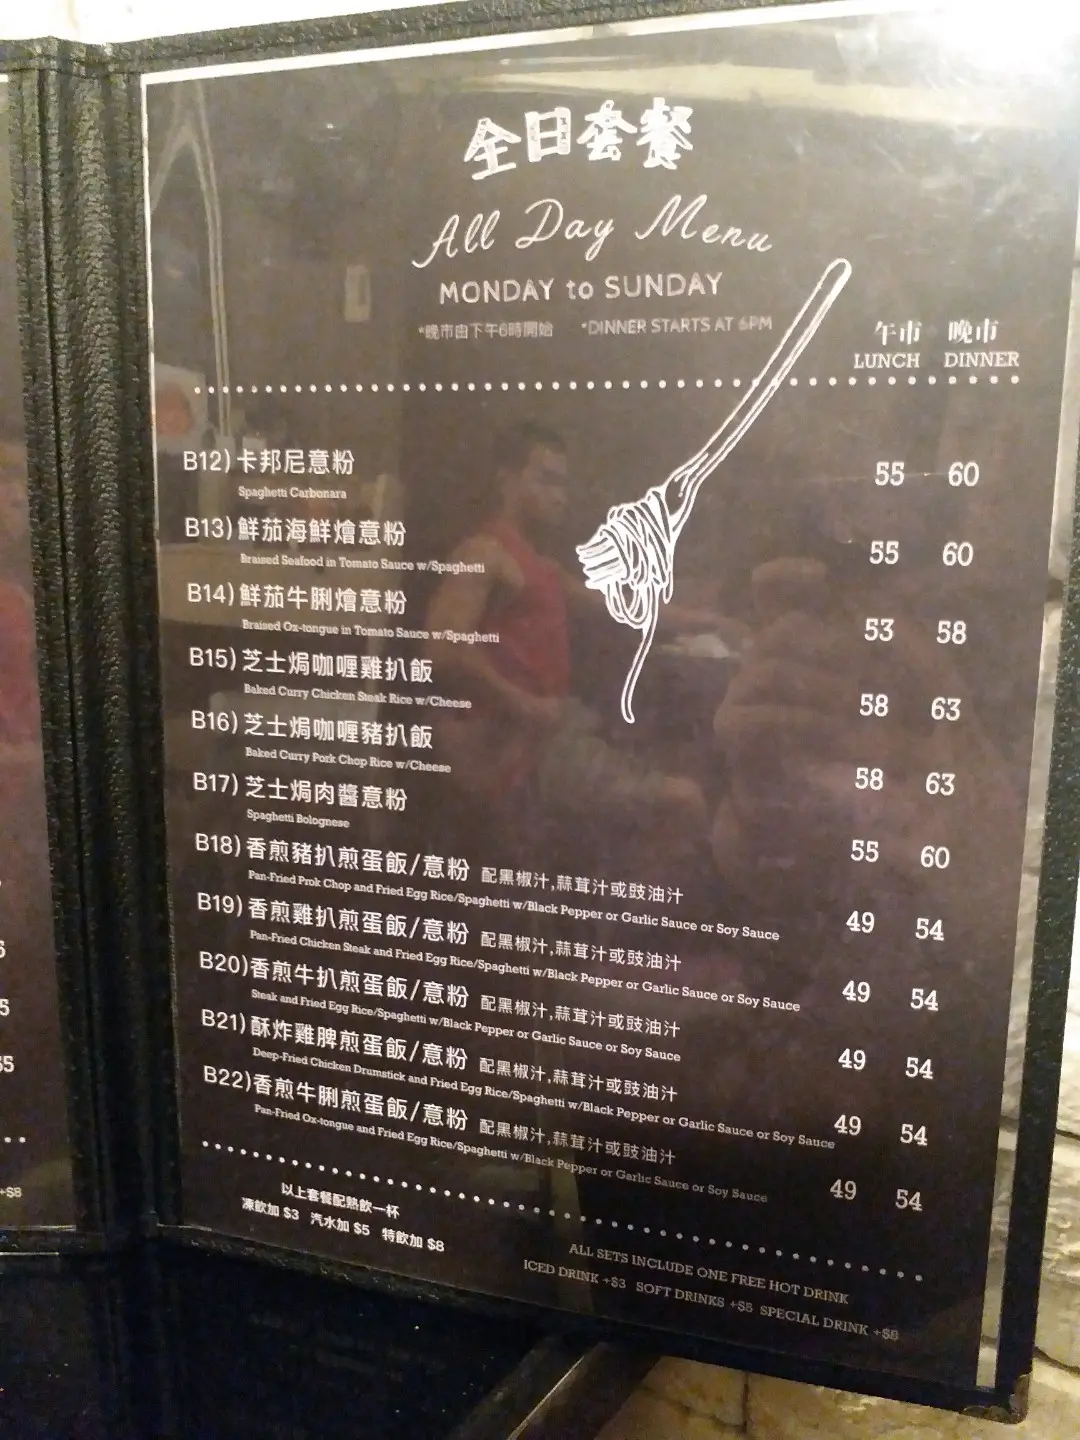 全日套餐
All Day Menu
MONDAY to SUNDAY
*晚市由下午6時開始 *DINNER STARTS AT 6PM
午市 晚市
LUNCH DINNER
B12) 卡邦尼意粉 55 60
Spaghetti Carbonara
B13) 鮮茄海鮮燴意粉 55 60
Braised Seafood in Tomato Sauce w/Spaghetti
B14) 鮮茄牛脷燴意粉 53 58
Braised Ox-tongue in Tomato Sauce w/Spaghetti
B15) 芝士焗咖喱雞扒飯 58 63
Baked Curry Chicken Steak Rice w/Cheese
B16) 芝士焗咖喱豬扒飯 58 63
Baked Curry Pork Chop Rice w/Cheese
B17) 芝士焗肉醬意粉 55 60
Spaghetti Bolognese
B18) 香煎豬扒煎蛋飯/意粉 配黑椒汁,蒜茸汁或豉油汁 49 54
Pan-Fried Prok Chop and Fried Egg Rice/Spaghetti w/Black Pepper or Garlic Sauce or Soy Sauce
B19) 香煎雞扒煎蛋飯/意粉 配黑椒汁,蒜茸汁或豉油汁 49 54
Pan-Fried Chicken Steak and Fried Egg Rice/Spaghetti w/Black Pepper or Garlic Sauce or Soy Sauce
B20) 香煎牛扒煎蛋飯/意粉 配黑椒汁,蒜茸汁或豉油汁 49 54
Steak and Fried Egg Rice/Spaghetti w/Black Pepper or Garlic Sauce or Soy Sauce
B21) 酥炸雞脾煎蛋飯/意粉 配黑椒汁,蒜茸汁或豉油汁 49 54
Deep-Fried Chicken Drumstick and Fried Egg Rice/Spaghetti w/Black Pepper or Garlic Sauce or Soy Sauce
B22) 香煎牛脷煎蛋飯/意粉 配黑椒汁,蒜茸汁或豉油汁 49 54
Pan-Fried Ox-tongue and Fried Egg Rice/Spaghetti w/Black Pepper or Garlic Sauce or Soy Sauce
以上套餐配熱飲一杯
凍飲加 $3 汽水加 $5 特飲加 $8
ALL SETS INCLUDE ONE FREE HOT DRINK
ICED DRINK +$3 SOFT DRINKS +$5 SPECIAL DRINK +$8
+$8